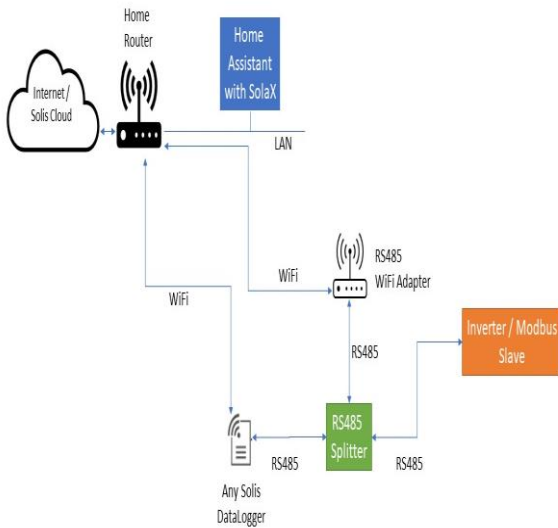 Home
Router
Home
Assistant
with SolaX
Internet /
Solis Cloud
LAN
RS485
WiFi Adapter
WiFi
WiFi
Inverter / Modbus
Slave
RS485
RS485
Splitter
RS485
RS485
Any Solis
DataLogger